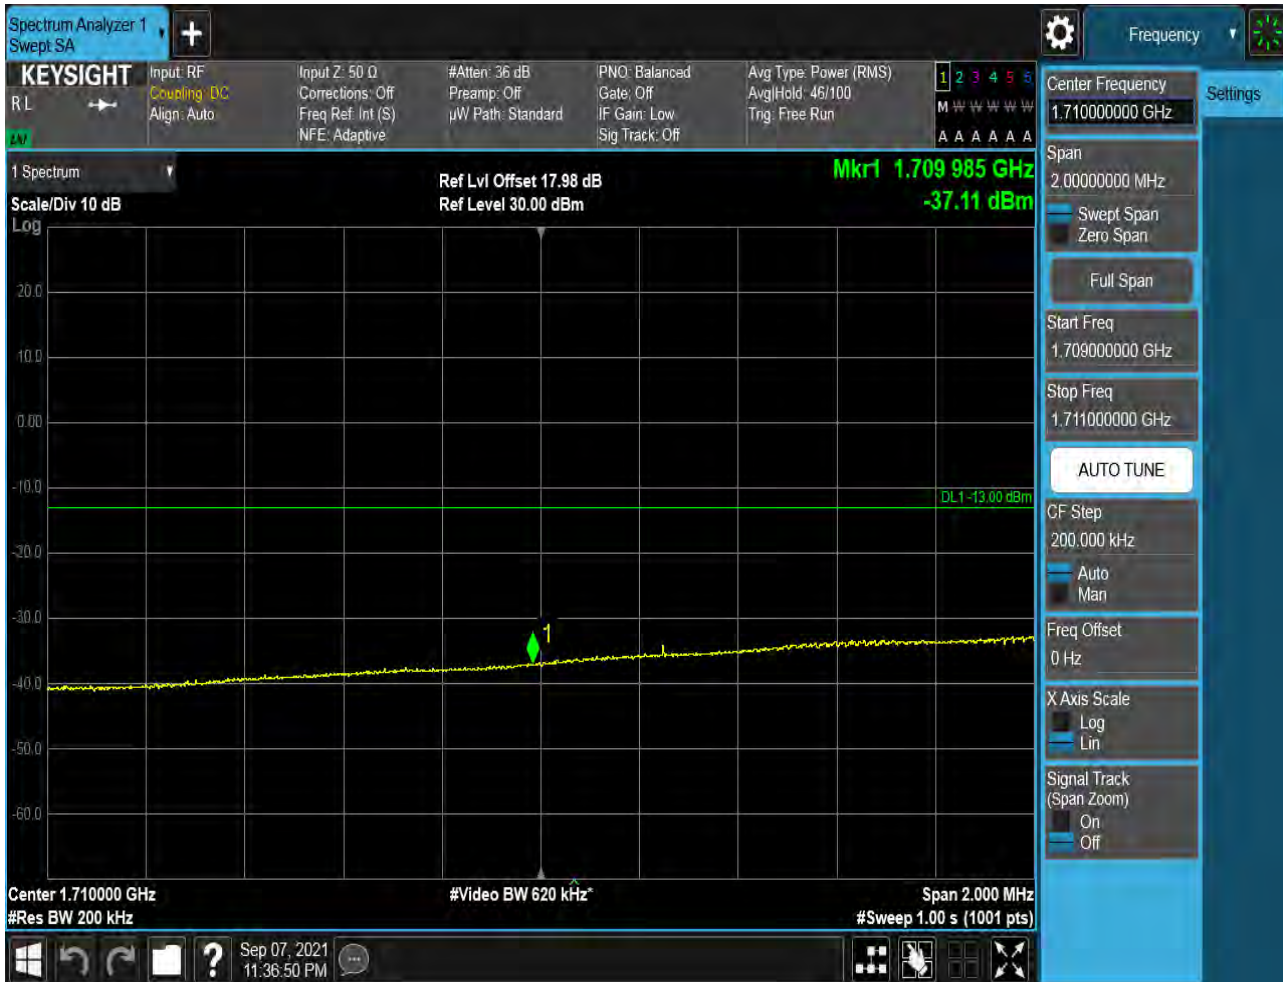 Spectrum Analyzer 1
Swept SA
Frequency
KEYSIGHT
R L
Input: RF
Coupling: DC
Align: Auto
Input Z: 50 Ω
Corrections: Off
Freq Ref: Int (S)
NFE: Adaptive
#Atten: 36 dB
Preamp: Off
µW Path: Standard
PNO: Balanced
Gate: Off
IF Gain: Low
Sig Track: Off
Avg Type: Power (RMS)
Avg|Hold: 46/100
Trig: Free Run
1 2 3 4 5 6
M W W W W W
A A A A A A
1 Spectrum
Scale/Div 10 dB
Log
Ref Lvl Offset 17.98 dB
Ref Level 30.00 dBm
Mkr1 1.709 985 GHz
-37.11 dBm
20.0
10.0
0.00
-10.0
DL1 -13.00 dBm
-20.0
-30.0
1
-40.0
-50.0
-60.0
Center 1.710000 GHz
#Res BW 200 kHz
#Video BW 620 kHz*
Span 2.000 MHz
#Sweep 1.00 s (1001 pts)
Center Frequency
1.710000000 GHz
Settings
Span
2.00000000 MHz
Swept Span
Zero Span
Full Span
Start Freq
1.709000000 GHz
Stop Freq
1.711000000 GHz
AUTO TUNE
CF Step
200.000 kHz
Auto
Man
Freq Offset
0 Hz
X Axis Scale
Log
Lin
Signal Track
(Span Zoom)
On
Off
?
Sep 07, 2021
11:36:50 PM